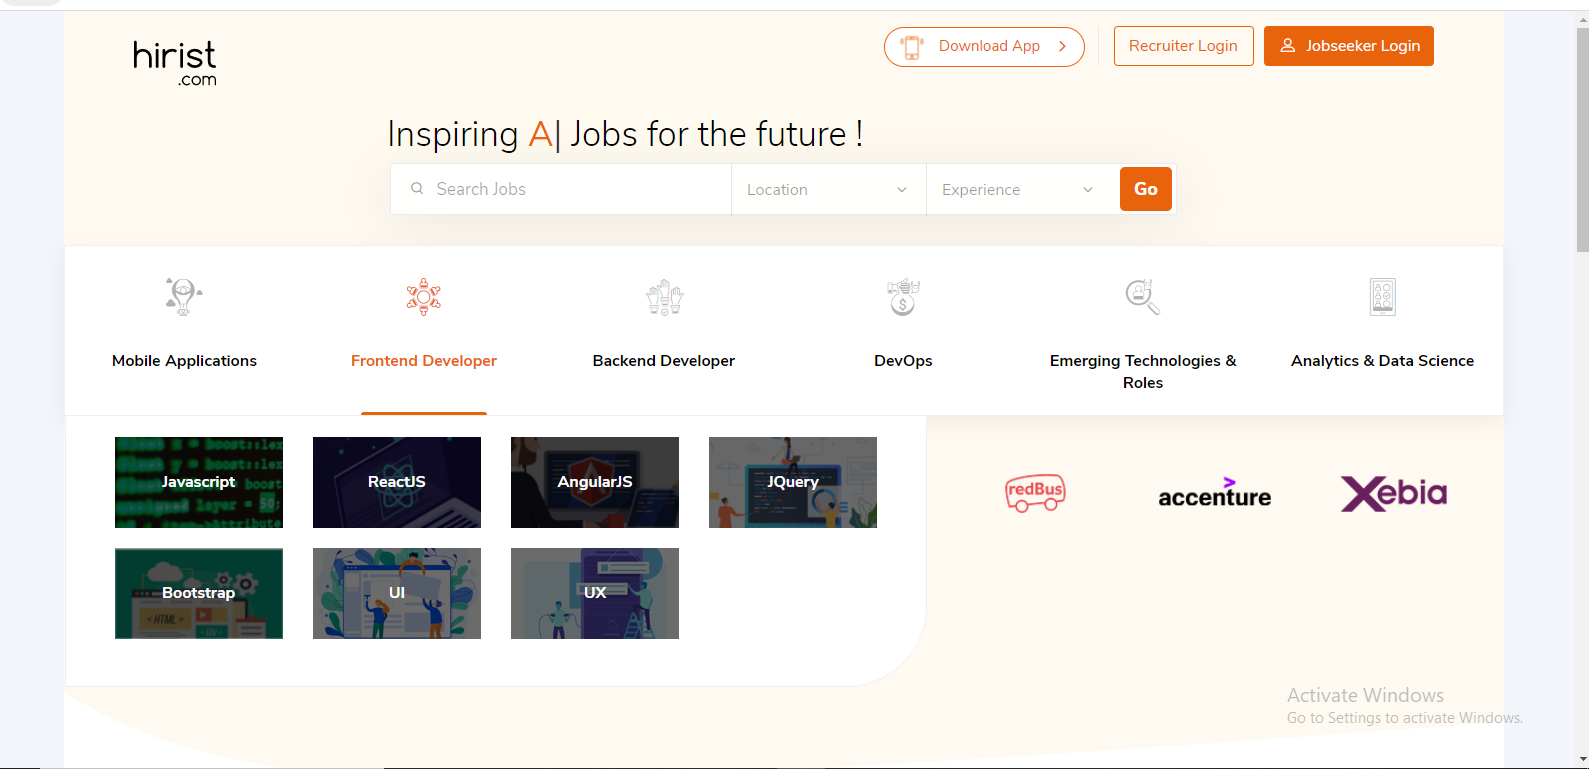 hirist
.com
Download App
Recruiter Login
Jobseeker Login
Inspiring A| Jobs for the future !
Search Jobs
Location
Experience
Go
Mobile Applications
Frontend Developer
Backend Developer
DevOps
Emerging Technologies &
Roles
Analytics & Data Science
Javascript
ReactJS
AngularJS
JQuery
redBus
accenture
Xebia
Bootstrap
UI
UX
Activate Windows
Go to Settings to activate Windows.